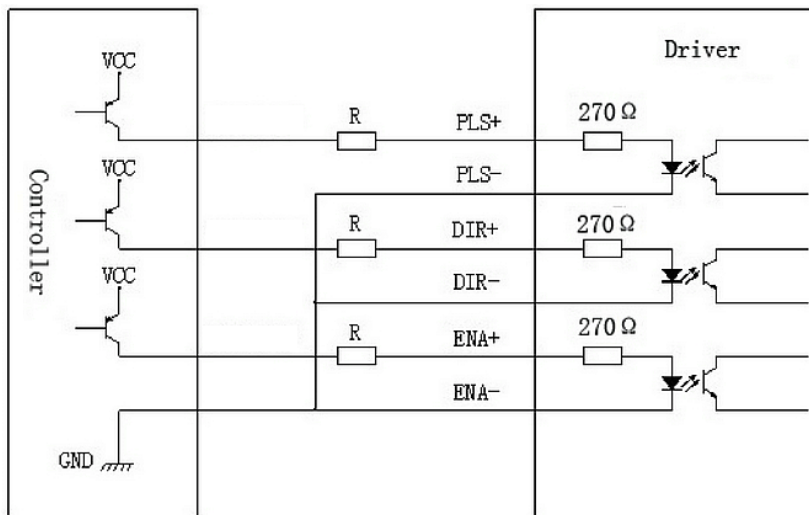 Controller
VCC
VCC
VCC
GND
R
R
R
PLS+
PLS-
DIR+
DIR-
ENA+
ENA-
Driver
270Ω
270Ω
270Ω